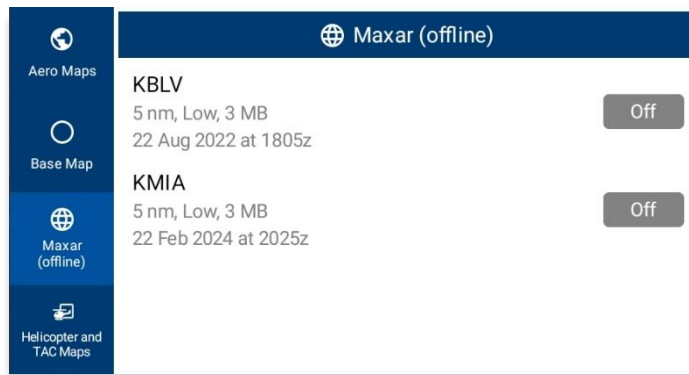 Aero Maps
Base Map
Maxar
(offline)
Helicopter and
TAC Maps
Maxar (offline)
KBLV
5 nm, Low, 3 MB
22 Aug 2022 at 1805z
Off
KMIA
5 nm, Low, 3 MB
22 Feb 2024 at 2025z
Off